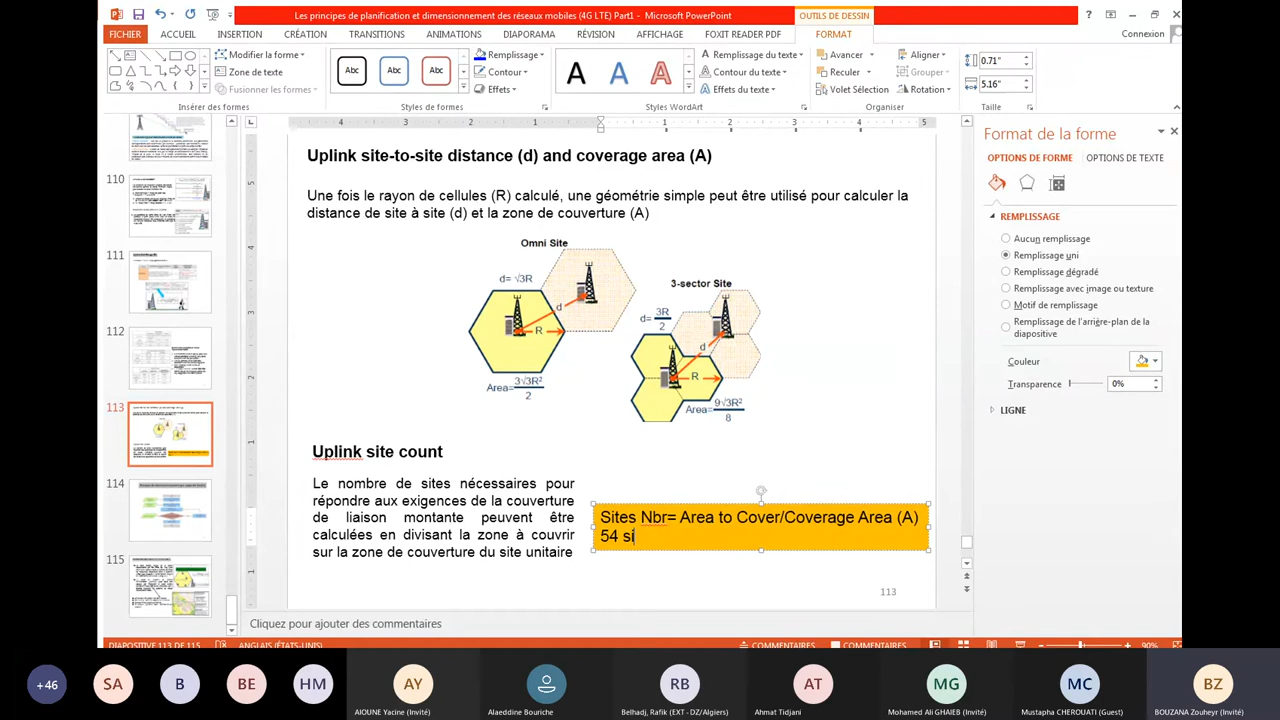 Les principes de planification et dimensionnement des réseaux mobiles (4G LTE) Part1 - Microsoft PowerPoint
OUTILS DE DESSIN
FICHIER ACCUEIL INSERTION CRÉATION TRANSITIONS ANIMATIONS DIAPORAMA RÉVISION AFFICHAGE FOXIT READER PDF FORMAT Connexion
Modifier la forme
Zone de texte
Fusionner les formes
Insérer des formes
Abc Abc Abc
Remplissage
Contour
Effets
Styles de formes
A A A
Remplissage du texte
Contour du texte
Effets du texte
Styles WordArt
Avancer
Reculer
Volet Sélection
Aligner
Grouper
Rotation
Organiser
0.71"
5.16"
Taille
4 3 2 1 1 2 3 4 5
110
111
112
113
114
115
Uplink site-to-site distance (d) and coverage area (A)
Une fois le rayon de cellules (R) calculé, une géométrie simple peut être utilisé pour calculer la
distance de site à site (d) et la zone de couverture (A)
Omni Site
d= √3R
d
R
Area= 3√3R²
2
3-sector Site
d= 3R
2
d
R
Area= 9√3R²
8
Uplink site count
Le nombre de sites nécessaires pour
répondre aux exigences de la couverture
de liaison montante peuvent être
calculées en divisant la zone à couvrir
sur la zone de couverture du site unitaire
Sites Nbr= Area to Cover/Coverage Area (A)
54 si
113
Cliquez pour ajouter des commentaires
Format de la forme
OPTIONS DE FORME OPTIONS DE TEXTE
REMPLISSAGE
Aucun remplissage
Remplissage uni
Remplissage dégradé
Remplissage avec image ou texture
Motif de remplissage
Remplissage de l'arrière-plan de la
diapositive
Couleur
Transparence 0%
LIGNE
DIAPOSITIVE 113 DE 115 ANGLAIS (ÉTATS-UNIS) COMMENTAIRES COMMENTAIRES 90%
+46 SA B BE HM AY RB AT MG MC BZ
AIOUNE Yacine (Invité) Alaeddine Bouriche Belhadj, Rafik (EXT - DZ/Algiers) Ahmat Tidjani Mohamed Ali GHAIEB (Invité) Mustapha CHEROUATI (Guest) BOUZANA Zouheyr (Invité)